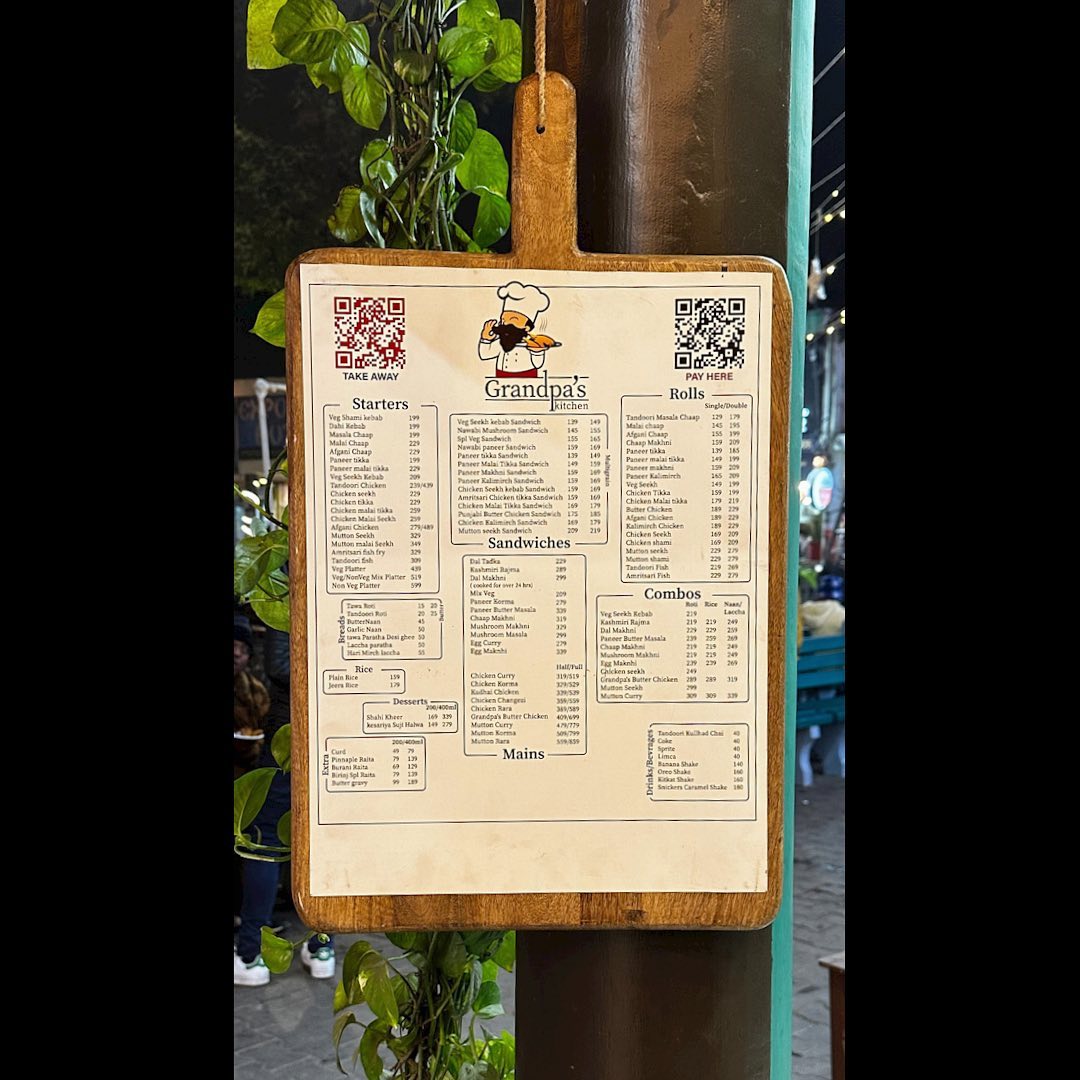 TAKE AWAY
PAY HERE
Grandpa's
kitchen
Starters
Veg Shami kebab 199
Dahi Kebab 199
Masala Chaap 199
Malai Chaap 229
Afgani Chaap 229
Paneer tikka 199
Paneer malai tikka 229
Veg Seekh Kebab 209
Tandoori Chicken 239/439
Chicken seekh 229
Chicken tikka 229
Chicken malai tikka 259
Chicken Malai Seekh 259
Afgani Chicken 279/489
Mutton Seekh 329
Mutton malai Seekh 349
Amritsari fish fry 329
Tandoori fish 309
Veg Platter 439
Veg/NonVeg Mix Platter 519
Non Veg Platter 599
Breads
Butter
Tawa Roti 15 20
Tandoori Roti 20 25
ButterNaan 45
Garlic Naan 50
tawa Paratha Desi ghee 50
Laccha paratha 50
Hari Mirch laccha 55
Rice
Plain Rice 159
Jeera Rice 179
Desserts
200/400ml
Shahi Kheer 169 339
kesariya Suji Halwa 149 279
Extra
200/400ml
Curd 49 79
Pinnaple Raita 79 139
Burani Raita 69 129
Birinj Spl Raita 79 139
Butter gravy 99 189
Veg Seekh kebab Sandwich 139 149
Nawabi Mushroom Sandwich 145 155
Spl Veg Sandwich 155 165
Nawabi paneer Sandwich 159 169
Paneer tikka Sandwich 139 149
Paneer Malai Tikka Sandwich 149 159
Paneer Makhni Sandwich 159 169
Paneer Kalimirch Sandwich 159 169
Chicken Seekh kebab Sandwich 159 169
Amritsari Chicken tikka Sandwich 159 169
Chicken Malai Tikka Sandwich 169 179
Punjabi Butter Chicken Sandwich 175 185
Chicken Kalimirch Sandwich 169 179
Mutton seekh Sandwich 209 219
Multigrain
Sandwiches
Dal Tadka 229
Kashmiri Rajma 289
Dal Makhni 299
( cooked for over 24 hrs)
Mix Veg 209
Paneer Korma 279
Paneer Butter Masala 339
Chaap Makhni 319
Mushroom Makhni 329
Mushroom Masala 299
Egg Curry 279
Egg Maknhi 339
Half/Full
Chicken Curry 319/519
Chicken Korma 329/529
Kadhai Chicken 339/539
Chicken Changezi 359/559
Chicken Rara 369/589
Grandpa's Butter Chicken 409/699
Mutton Curry 479/779
Mutton Korma 509/799
Mutton Rara 559/859
Mains
Rolls
Single/Double
Tandoori Masala Chaap 129 179
Malai chaap 145 195
Afgani Chaap 155 199
Chaap Makhni 159 209
Paneer tikka 139 165
Paneer malai tikka 149 199
Paneer makhni 159 209
Paneer Kalimirch 165 209
Veg Seekh 149 199
Chicken Tikka 159 199
Chicken Malai tikka 179 219
Butter Chicken 189 229
Afgani Chicken 189 229
Kalimirch Chicken 189 229
Chicken Seekh 169 209
Chicken shami 169 209
Mutton seekh 229 279
Mutton shami 229 279
Tandoori Fish 219 269
Amritsari Fish 229 279
Combos
Roti Rice Naan/
Laccha
Veg Seekh Kebab 219
Kashmiri Rajma 219 219 249
Dal Makhni 229 229 259
Paneer Butter Masala 239 259 269
Chaap Makhni 219 219 249
Mushroom Makhni 219 219 249
Egg Maknhi 239 239 269
Chicken seekh 249
Grandpa's Butter Chicken 289 289 319
Mutton Seekh 299
Mutton Curry 309 309 339
Drinks/Bevrages
Tandoori Kullhad Chai 40
Coke 40
Sprite 40
Limca 40
Banana Shake 140
Oreo Shake 160
Kitkat Shake 160
Snickers Caramel Shake 180